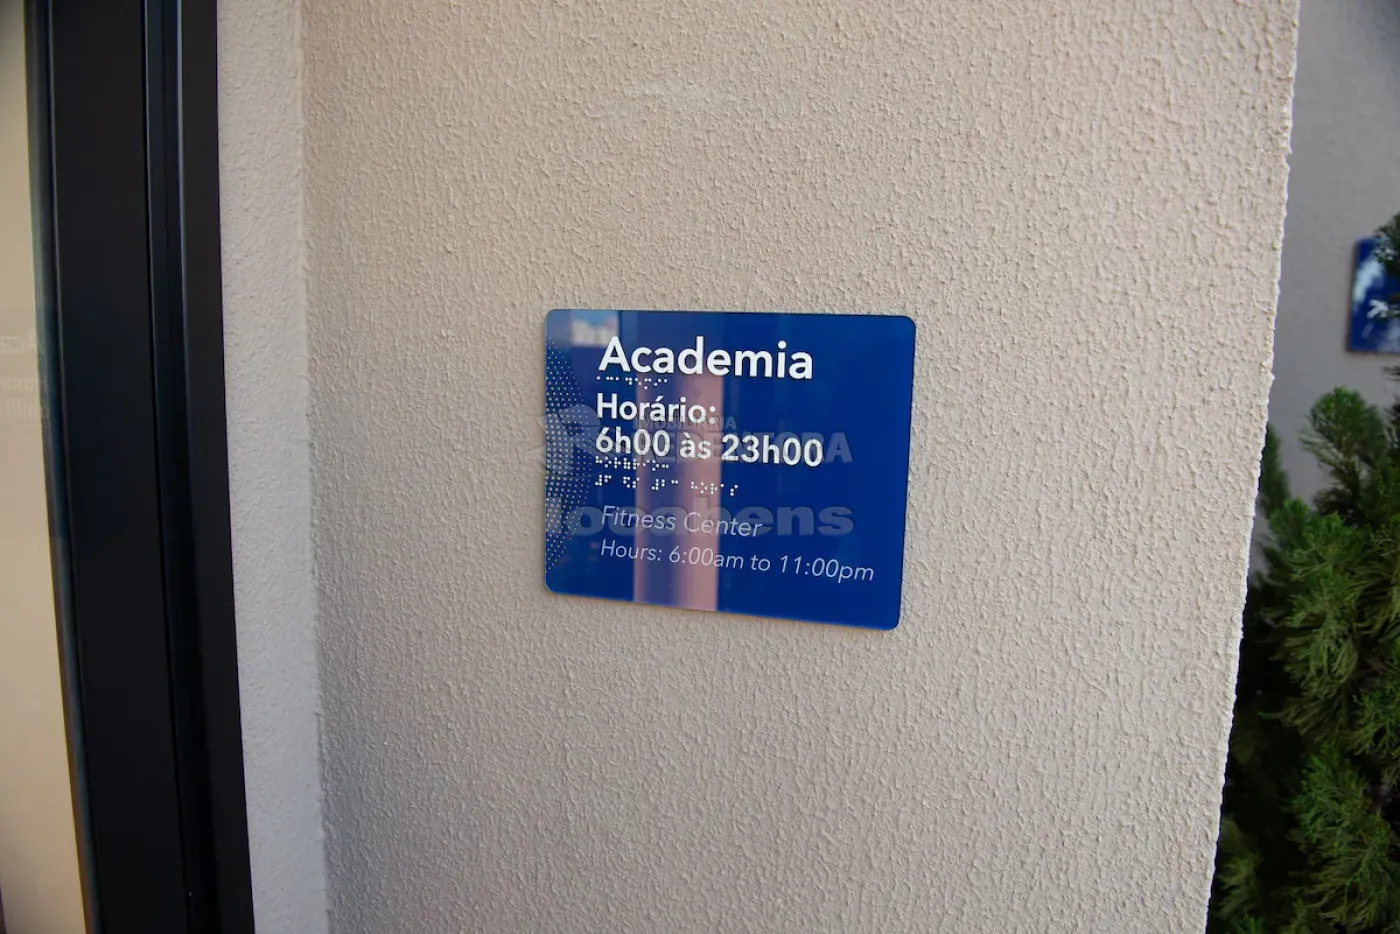 Academia
Horário:
6h00 às 23h00
Fitness Center
Hours: 6:00am to 11:00pm